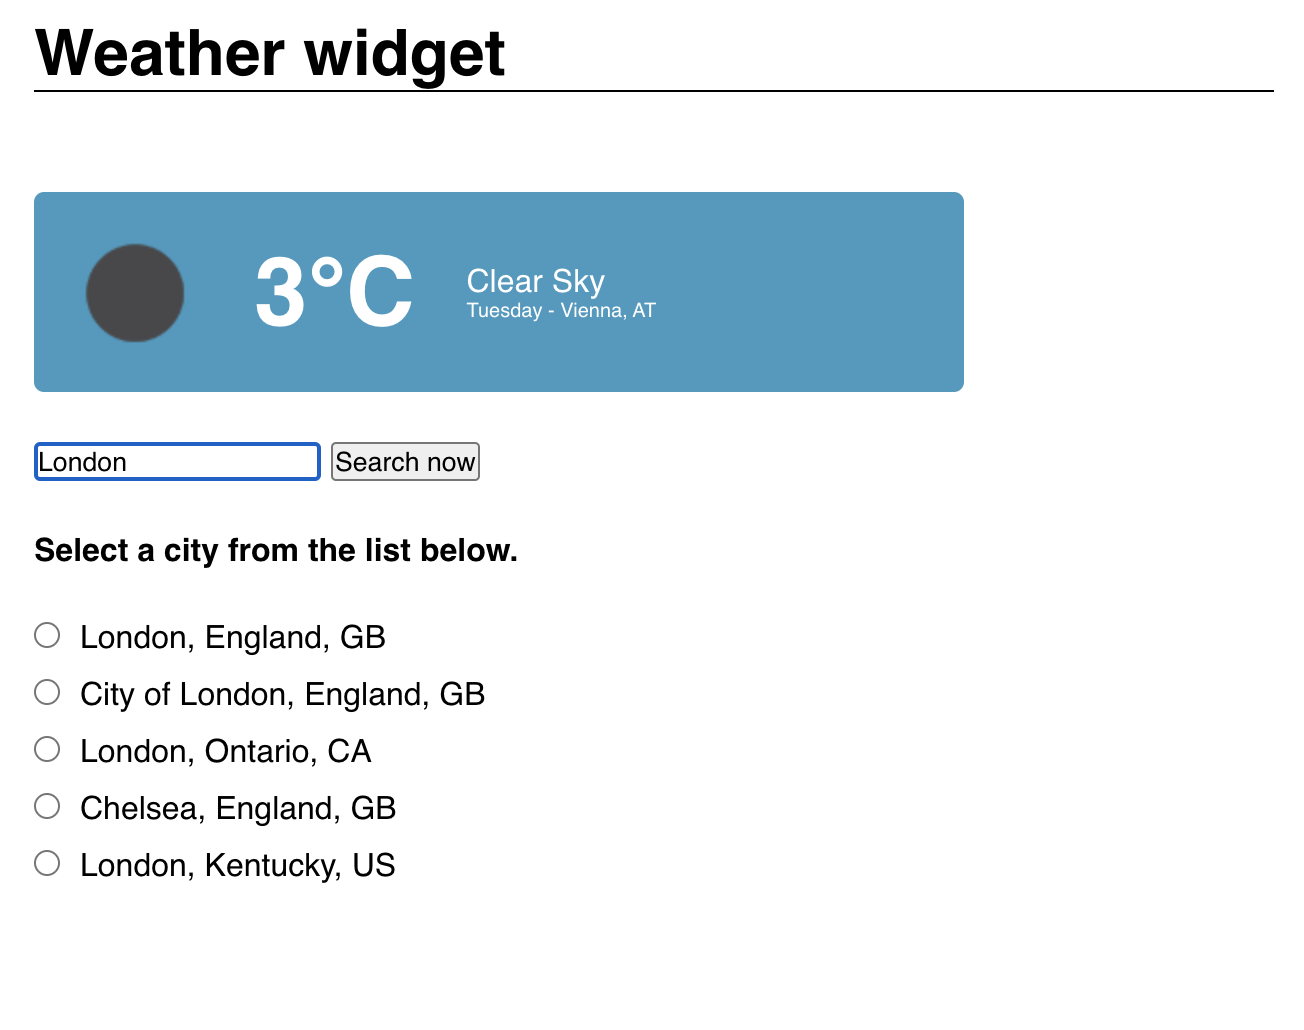 Weather widget
3°C
Clear Sky
Tuesday - Vienna, AT
London
Search now
Select a city from the list below.
London, England, GB
City of London, England, GB
London, Ontario, CA
Chelsea, England, GB
London, Kentucky, US